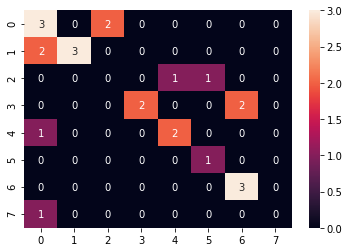 3 0 2 0 0 0 0 0
2 3 0 0 0 0 0 0
0 0 0 0 1 1 0 0
0 0 0 2 0 0 2 0
1 0 0 0 2 0 0 0
0 0 0 0 0 1 0 0
0 0 0 0 0 0 3 0
1 0 0 0 0 0 0 0
0 1 2 3 4 5 6 7
0
1
2
3
4
5
6
7
3.0
2.5
2.0
1.5
1.0
0.5
0.0